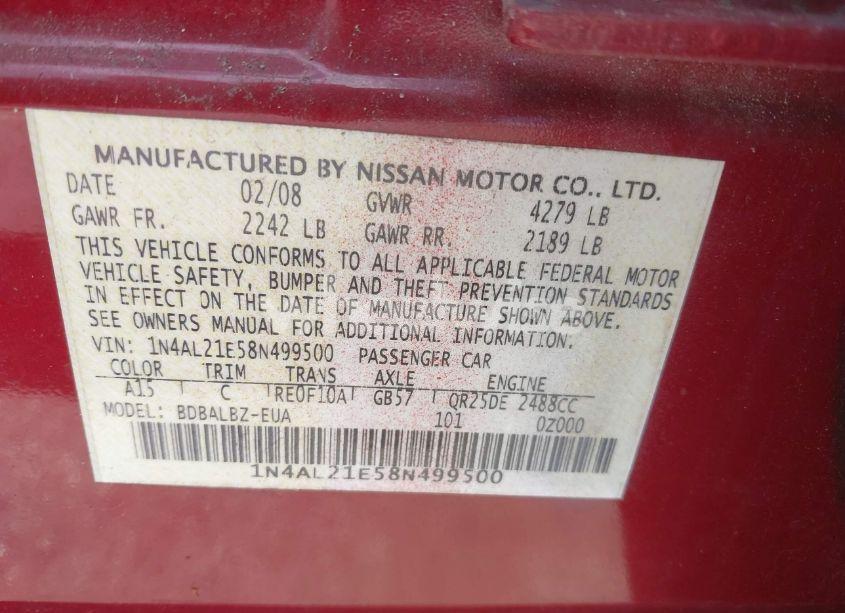 MANUFACTURED BY NISSAN MOTOR CO., LTD.
DATE 02/08 GVWR 4279 LB
GAWR FR. 2242 LB GAWR RR. 2189 LB
THIS VEHICLE CONFORMS TO ALL APPLICABLE FEDERAL MOTOR
VEHICLE SAFETY, BUMPER AND THEFT PREVENTION STANDARDS
IN EFFECT ON THE DATE OF MANUFACTURE SHOWN ABOVE.
SEE OWNERS MANUAL FOR ADDITIONAL INFORMATION.
VIN: 1N4AL21E58N499500 PASSENGER CAR
COLOR TRIM TRANS AXLE ENGINE
A15 C RE0F10A GB57 QR25DE 2488CC
MODEL: BDBALBZ-EUA 101 0Z000
1N4AL21E58N499500